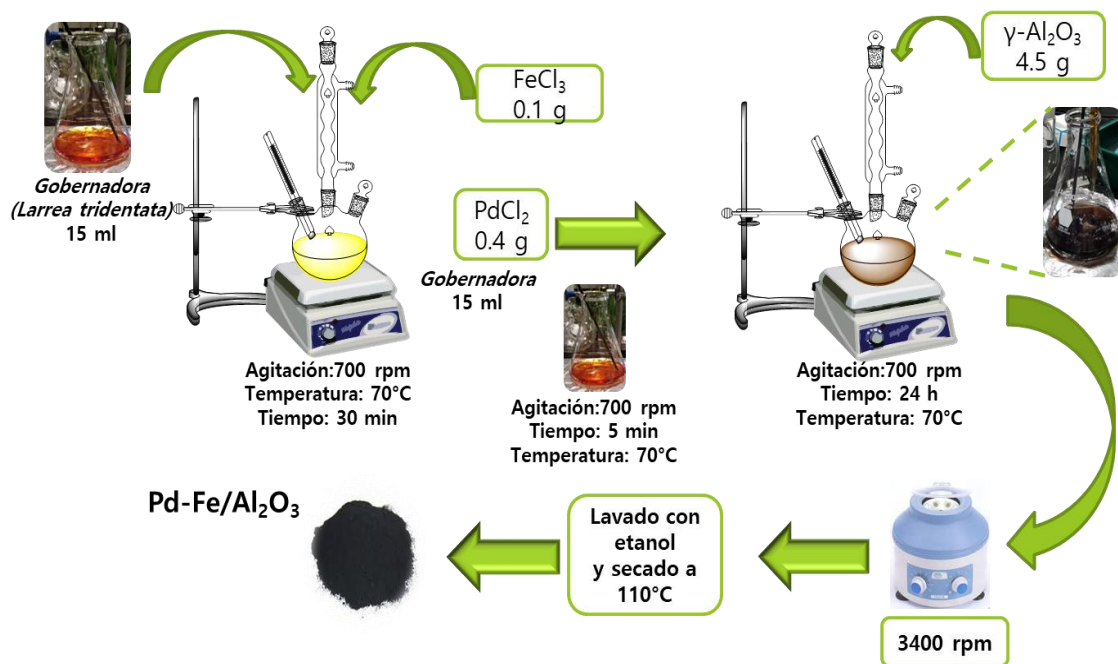 Gobernadora
(Larrea tridentata)
15 ml
FeCl₃
0.1 g
Agitación:700 rpm
Temperatura: 70°C
Tiempo: 30 min
PdCl₂
0.4 g
Gobernadora
15 ml
Agitación:700 rpm
Tiempo: 5 min
Temperatura: 70°C
γ-Al₂O₃
4.5 g
Agitación:700 rpm
Tiempo: 24 h
Temperatura: 70°C
3400 rpm
Lavado con
etanol
y secado a
110°C
Pd-Fe/Al₂O₃